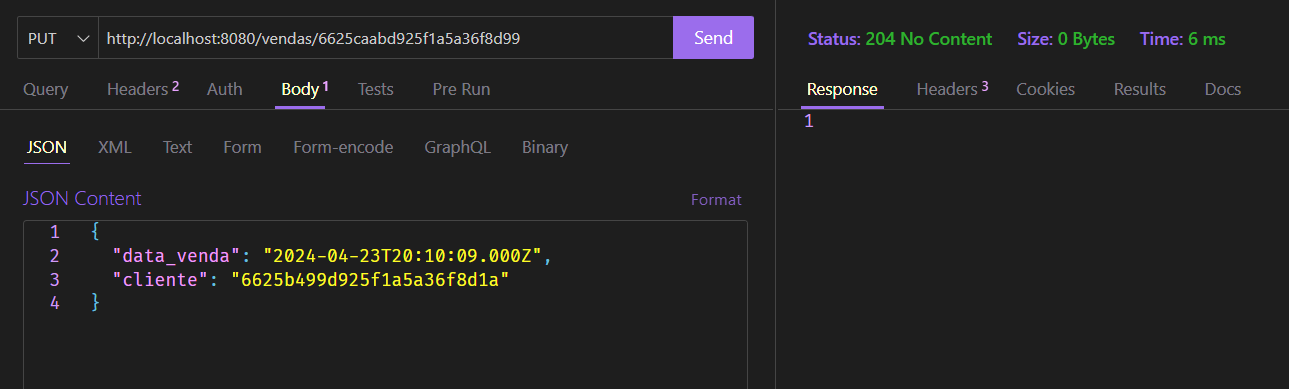 PUT http://localhost:8080/vendas/6625caabd925f1a5a36f8d99 Send
Query Headers 2 Auth Body 1 Tests Pre Run
JSON XML Text Form Form-encode GraphQL Binary
JSON Content Format
1 {
2 "data_venda": "2024-04-23T20:10:09.000Z",
3 "cliente": "6625b499d925f1a5a36f8d1a"
4 }
Status: 204 No Content Size: 0 Bytes Time: 6 ms
Response Headers 3 Cookies Results Docs
1